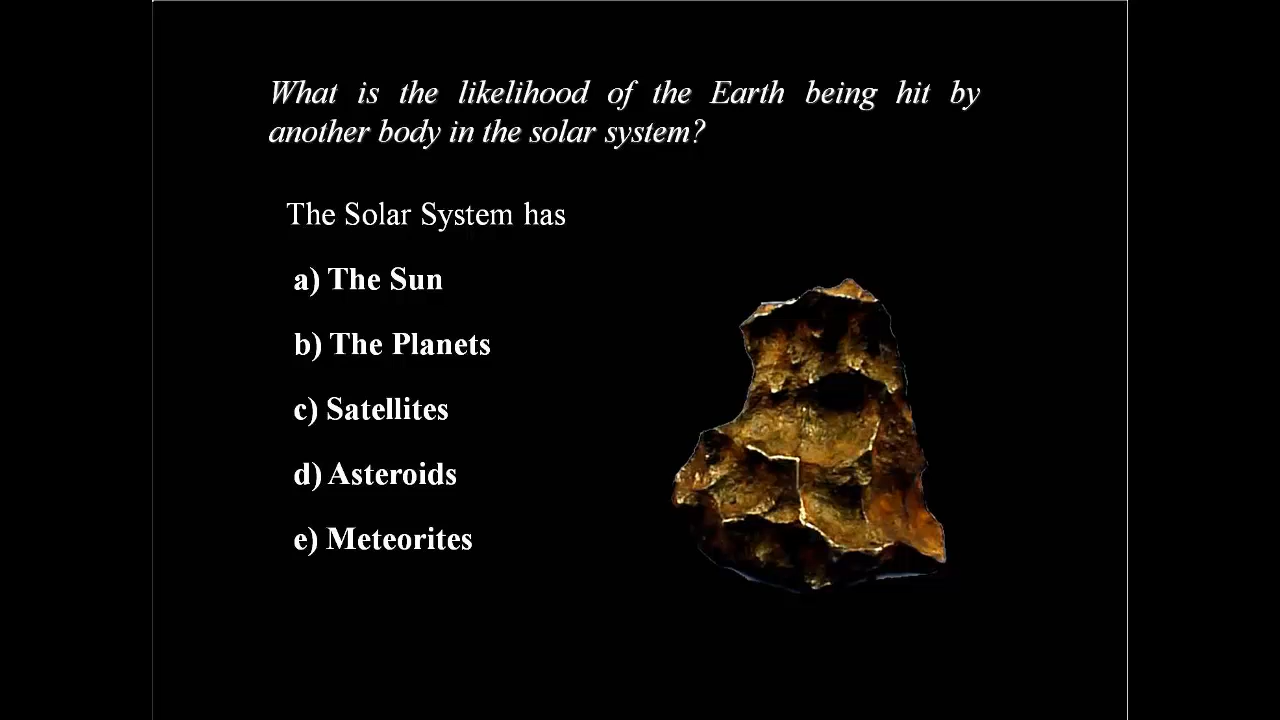 What is the likelihood of the Earth being hit by
another body in the solar system?
The Solar System has
a) The Sun
b) The Planets
c) Satellites
d) Asteroids
e) Meteorites